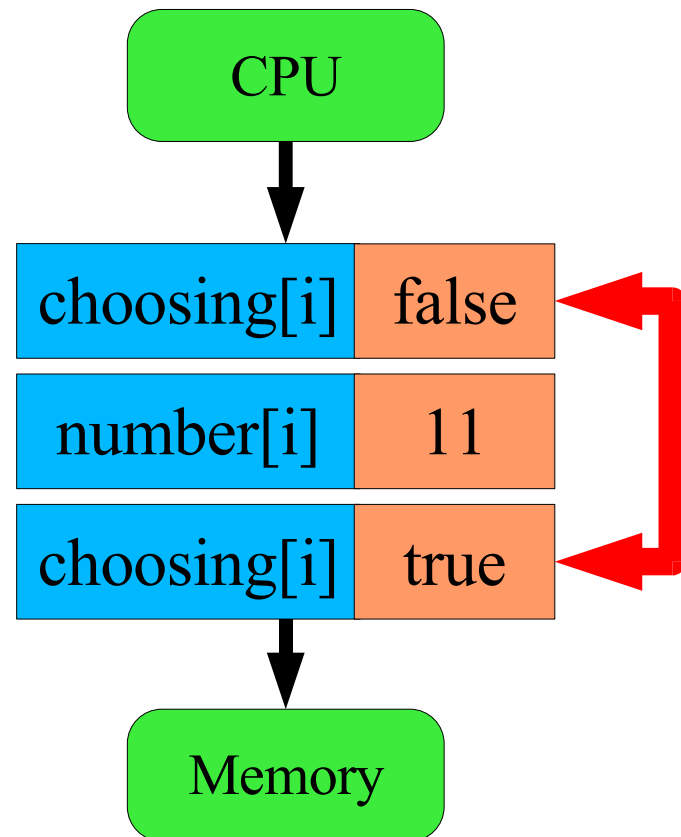 CPU
choosing[i] false
number[i] 11
choosing[i] true
Memory